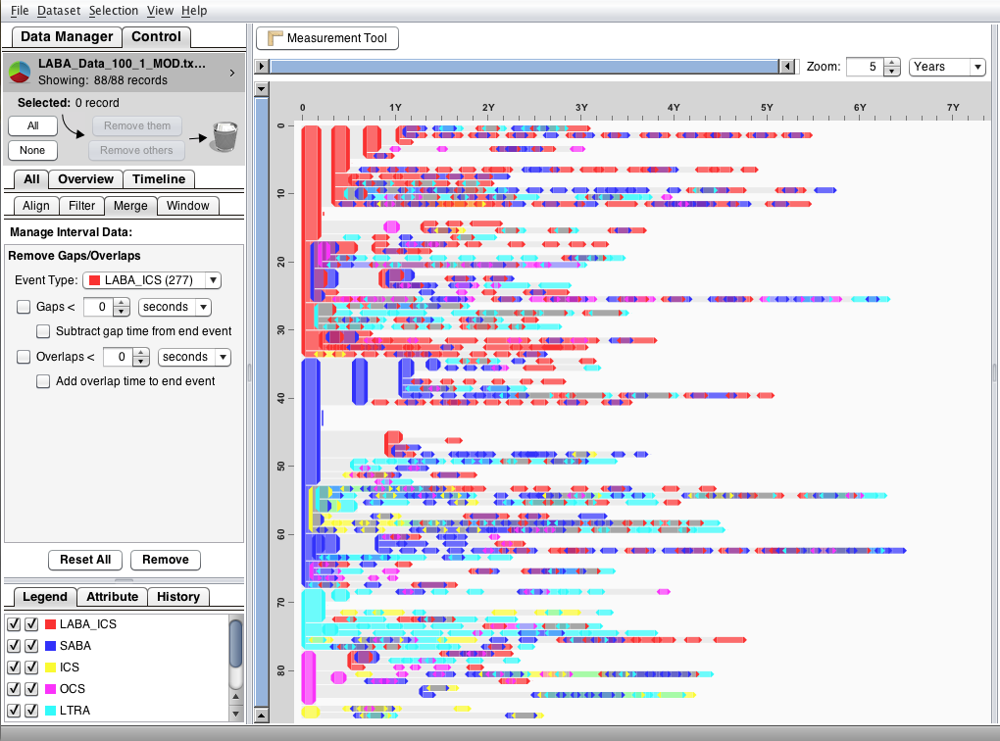 File Dataset Selection View Help
Data Manager Control
LABA_Data_100_1_MOD.tx...
Showing: 88/88 records
Selected: 0 record
All Remove them
None Remove others
All Overview Timeline
Align Filter Merge Window
Manage Interval Data:
Remove Gaps/Overlaps
Event Type: LABA_ICS (277)
Gaps < 0 seconds
Subtract gap time from end event
Overlaps < 0 seconds
Add overlap time to end event
Reset All Remove
Legend Attribute History
LABA_ICS
SABA
ICS
OCS
LTRA
Measurement Tool
Zoom: 5 Years
0 1Y 2Y 3Y 4Y 5Y 6Y 7Y
0
10
20
30
40
50
60
70
80